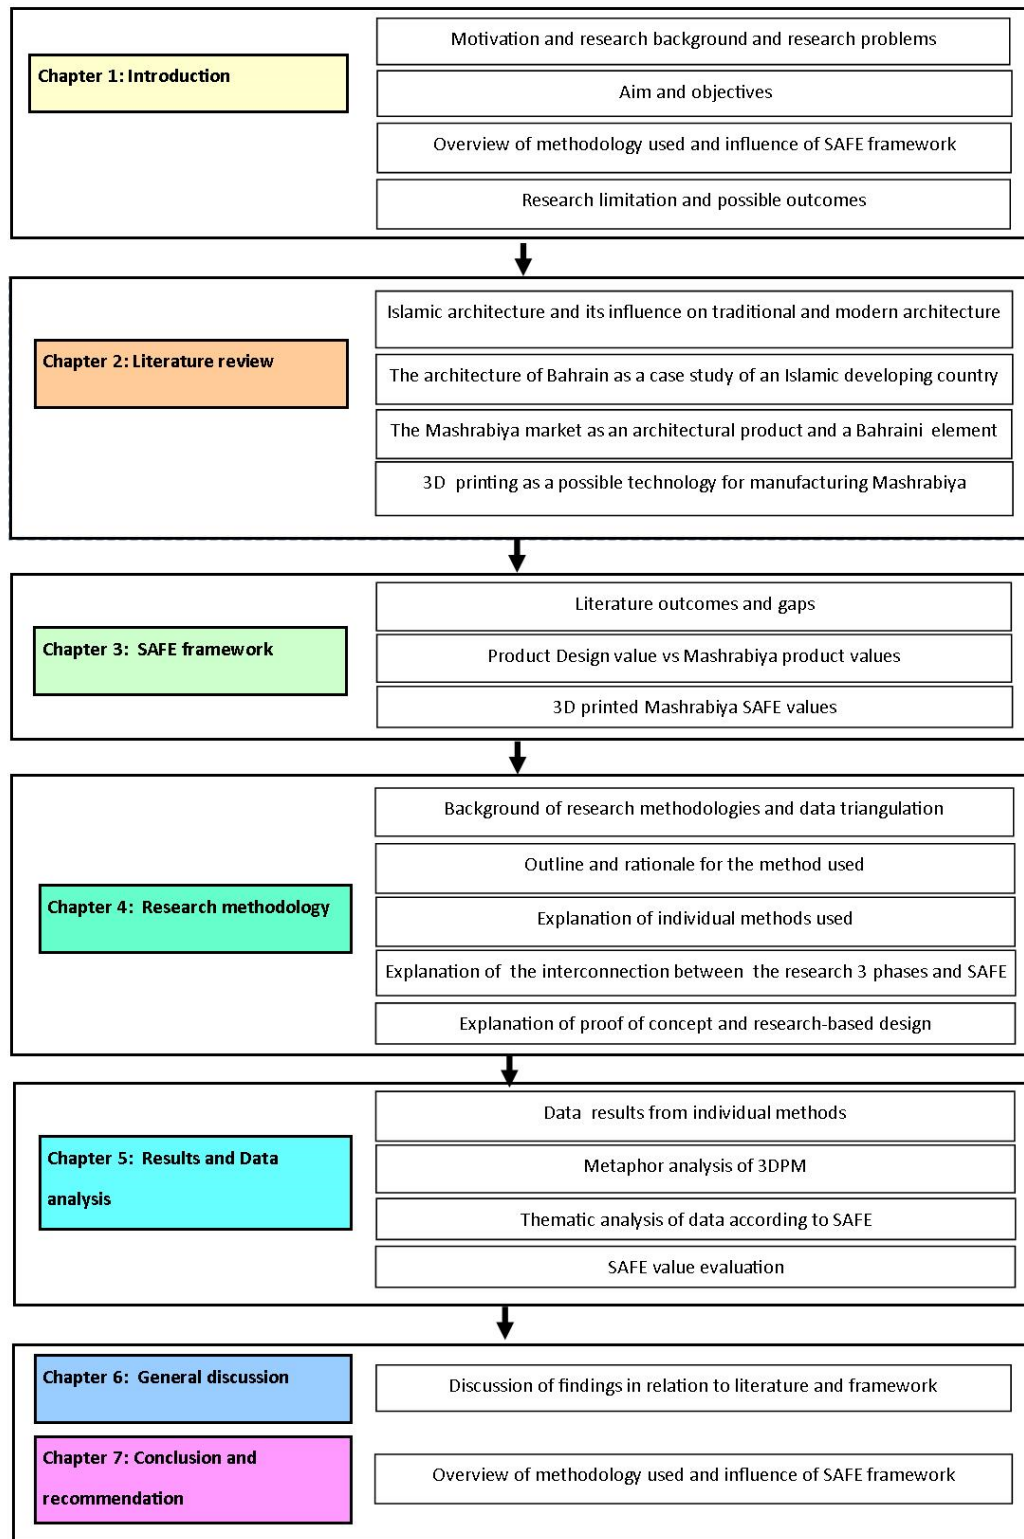 Chapter 1: Introduction
Motivation and research background and research problems
Aim and objectives
Overview of methodology used and influence of SAFE framework
Research limitation and possible outcomes
Chapter 2: Literature review
Islamic architecture and its influence on traditional and modern architecture
The architecture of Bahrain as a case study of an Islamic developing country
The Mashrabiya market as an architectural product and a Bahraini element
3D printing as a possible technology for manufacturing Mashrabiya
Chapter 3: SAFE framework
Literature outcomes and gaps
Product Design value vs Mashrabiya product values
3D printed Mashrabiya SAFE values
Chapter 4: Research methodology
Background of research methodologies and data triangulation
Outline and rationale for the method used
Explanation of individual methods used
Explanation of the interconnection between the research 3 phases and SAFE
Explanation of proof of concept and research-based design
Chapter 5: Results and Data
analysis
Data results from individual methods
Metaphor analysis of 3DPM
Thematic analysis of data according to SAFE
SAFE value evaluation
Chapter 6: General discussion
Discussion of findings in relation to literature and framework
Chapter 7: Conclusion and
recommendation
Overview of methodology used and influence of SAFE framework